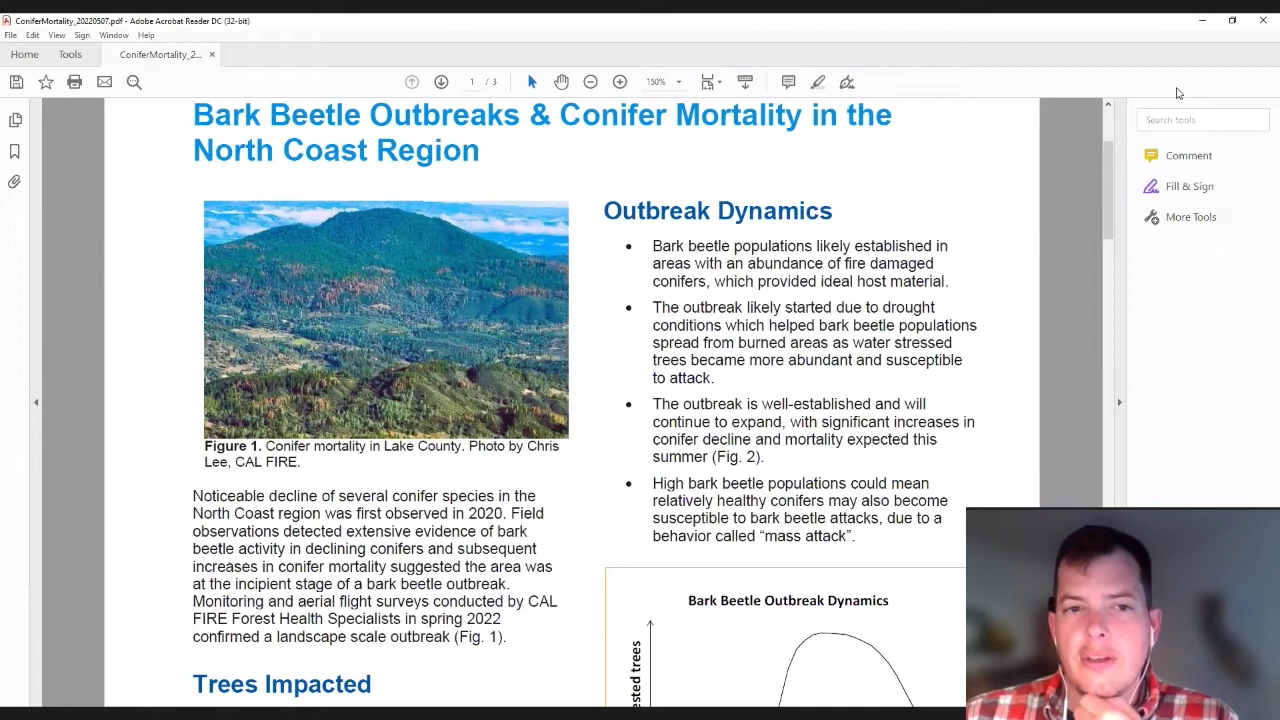 ConiferMortality_20220507.pdf - Adobe Acrobat Reader DC (32-bit)
File Edit View Sign Window Help
Home Tools ConiferMortality_2... ×
1 / 3 150%
Search tools
Comment
Fill & Sign
More Tools
Bark Beetle Outbreaks & Conifer Mortality in the
North Coast Region
Figure 1. Conifer mortality in Lake County. Photo by Chris
Lee, CAL FIRE.
Noticeable decline of several conifer species in the
North Coast region was first observed in 2020. Field
observations detected extensive evidence of bark
beetle activity in declining conifers and subsequent
increases in conifer mortality suggested the area was
at the incipient stage of a bark beetle outbreak.
Monitoring and aerial flight surveys conducted by CAL
FIRE Forest Health Specialists in spring 2022
confirmed a landscape scale outbreak (Fig. 1).
Trees Impacted
Outbreak Dynamics
• Bark beetle populations likely established in
areas with an abundance of fire damaged
conifers, which provided ideal host material.
• The outbreak likely started due to drought
conditions which helped bark beetle populations
spread from burned areas as water stressed
trees became more abundant and susceptible
to attack.
• The outbreak is well-established and will
continue to expand, with significant increases in
conifer decline and mortality expected this
summer (Fig. 2).
• High bark beetle populations could mean
relatively healthy conifers may also become
susceptible to bark beetle attacks, due to a
behavior called “mass attack”.
Bark Beetle Outbreak Dynamics
ested trees